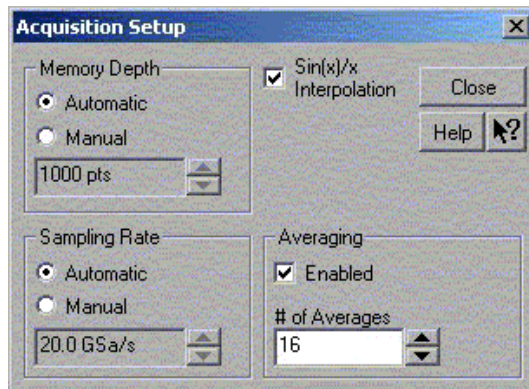 Acquisition Setup
Memory Depth
Automatic
Manual
1000 pts
Sin(x)/x
Interpolation
Close
Help ?
Sampling Rate
Automatic
Manual
20.0 GSa/s
Averaging
Enabled
# of Averages
16